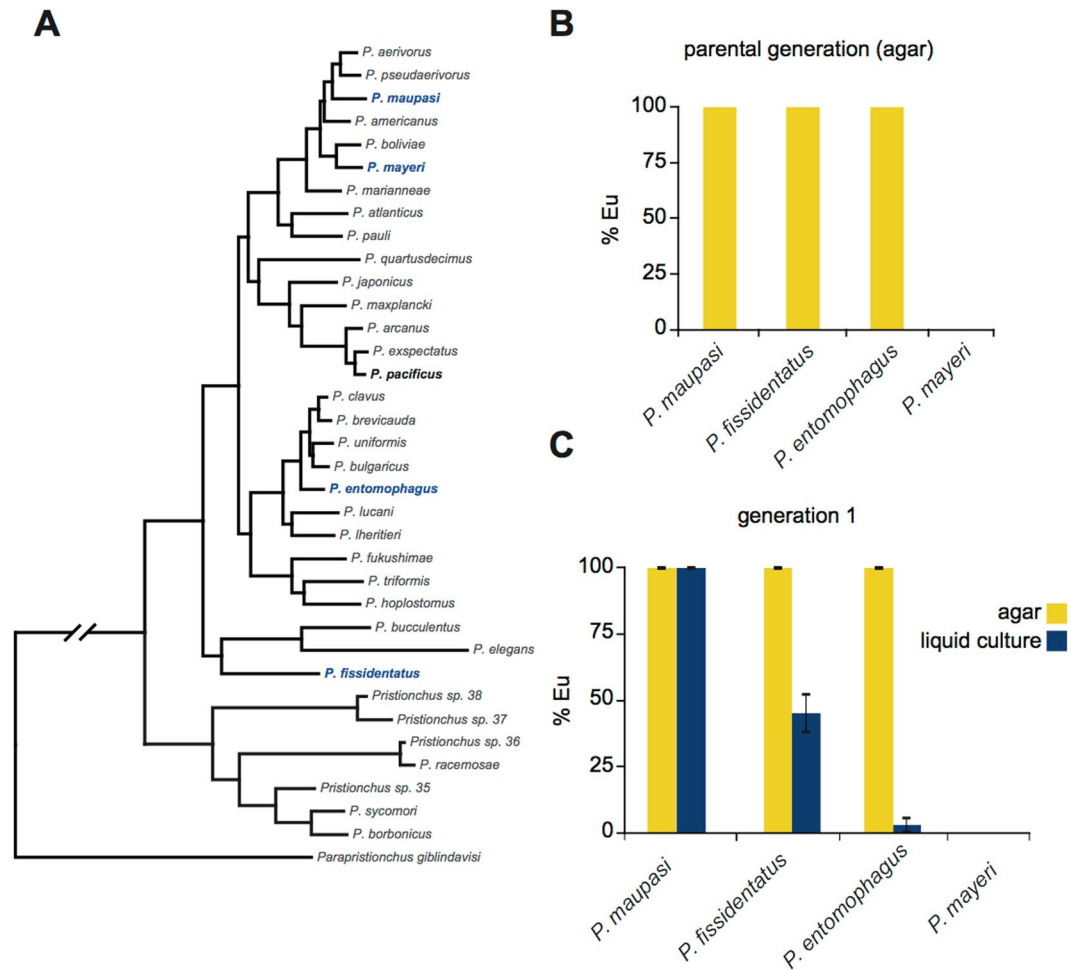 A
P. aerivorus
P. pseudaerivorus
P. maupasi
P. americanus
P. boliviae
P. mayeri
P. marianneae
P. atlanticus
P. pauli
P. quartusdecimus
P. japonicus
P. maxplancki
P. arcanus
P. exspectatus
P. pacificus
P. clavus
P. brevicauda
P. uniformis
P. bulgaricus
P. entomophagus
P. lucani
P. lheritieri
P. fukushimae
P. triformis
P. hoplostomus
P. bucculentus
P. elegans
P. fissidentatus
Pristionchus sp. 38
Pristionchus sp. 37
Pristionchus sp. 36
P. racemosae
Pristionchus sp. 35
P. sycomori
P. borbonicus
Parapristionchus giblindavisi
B
parental generation (agar)
% Eu
100
75
50
25
0
P. maupasi
P. fissidentatus
P. entomophagus
P. mayeri
C
generation 1
% Eu
100
75
50
25
0
agar
liquid culture
P. maupasi
P. fissidentatus
P. entomophagus
P. mayeri